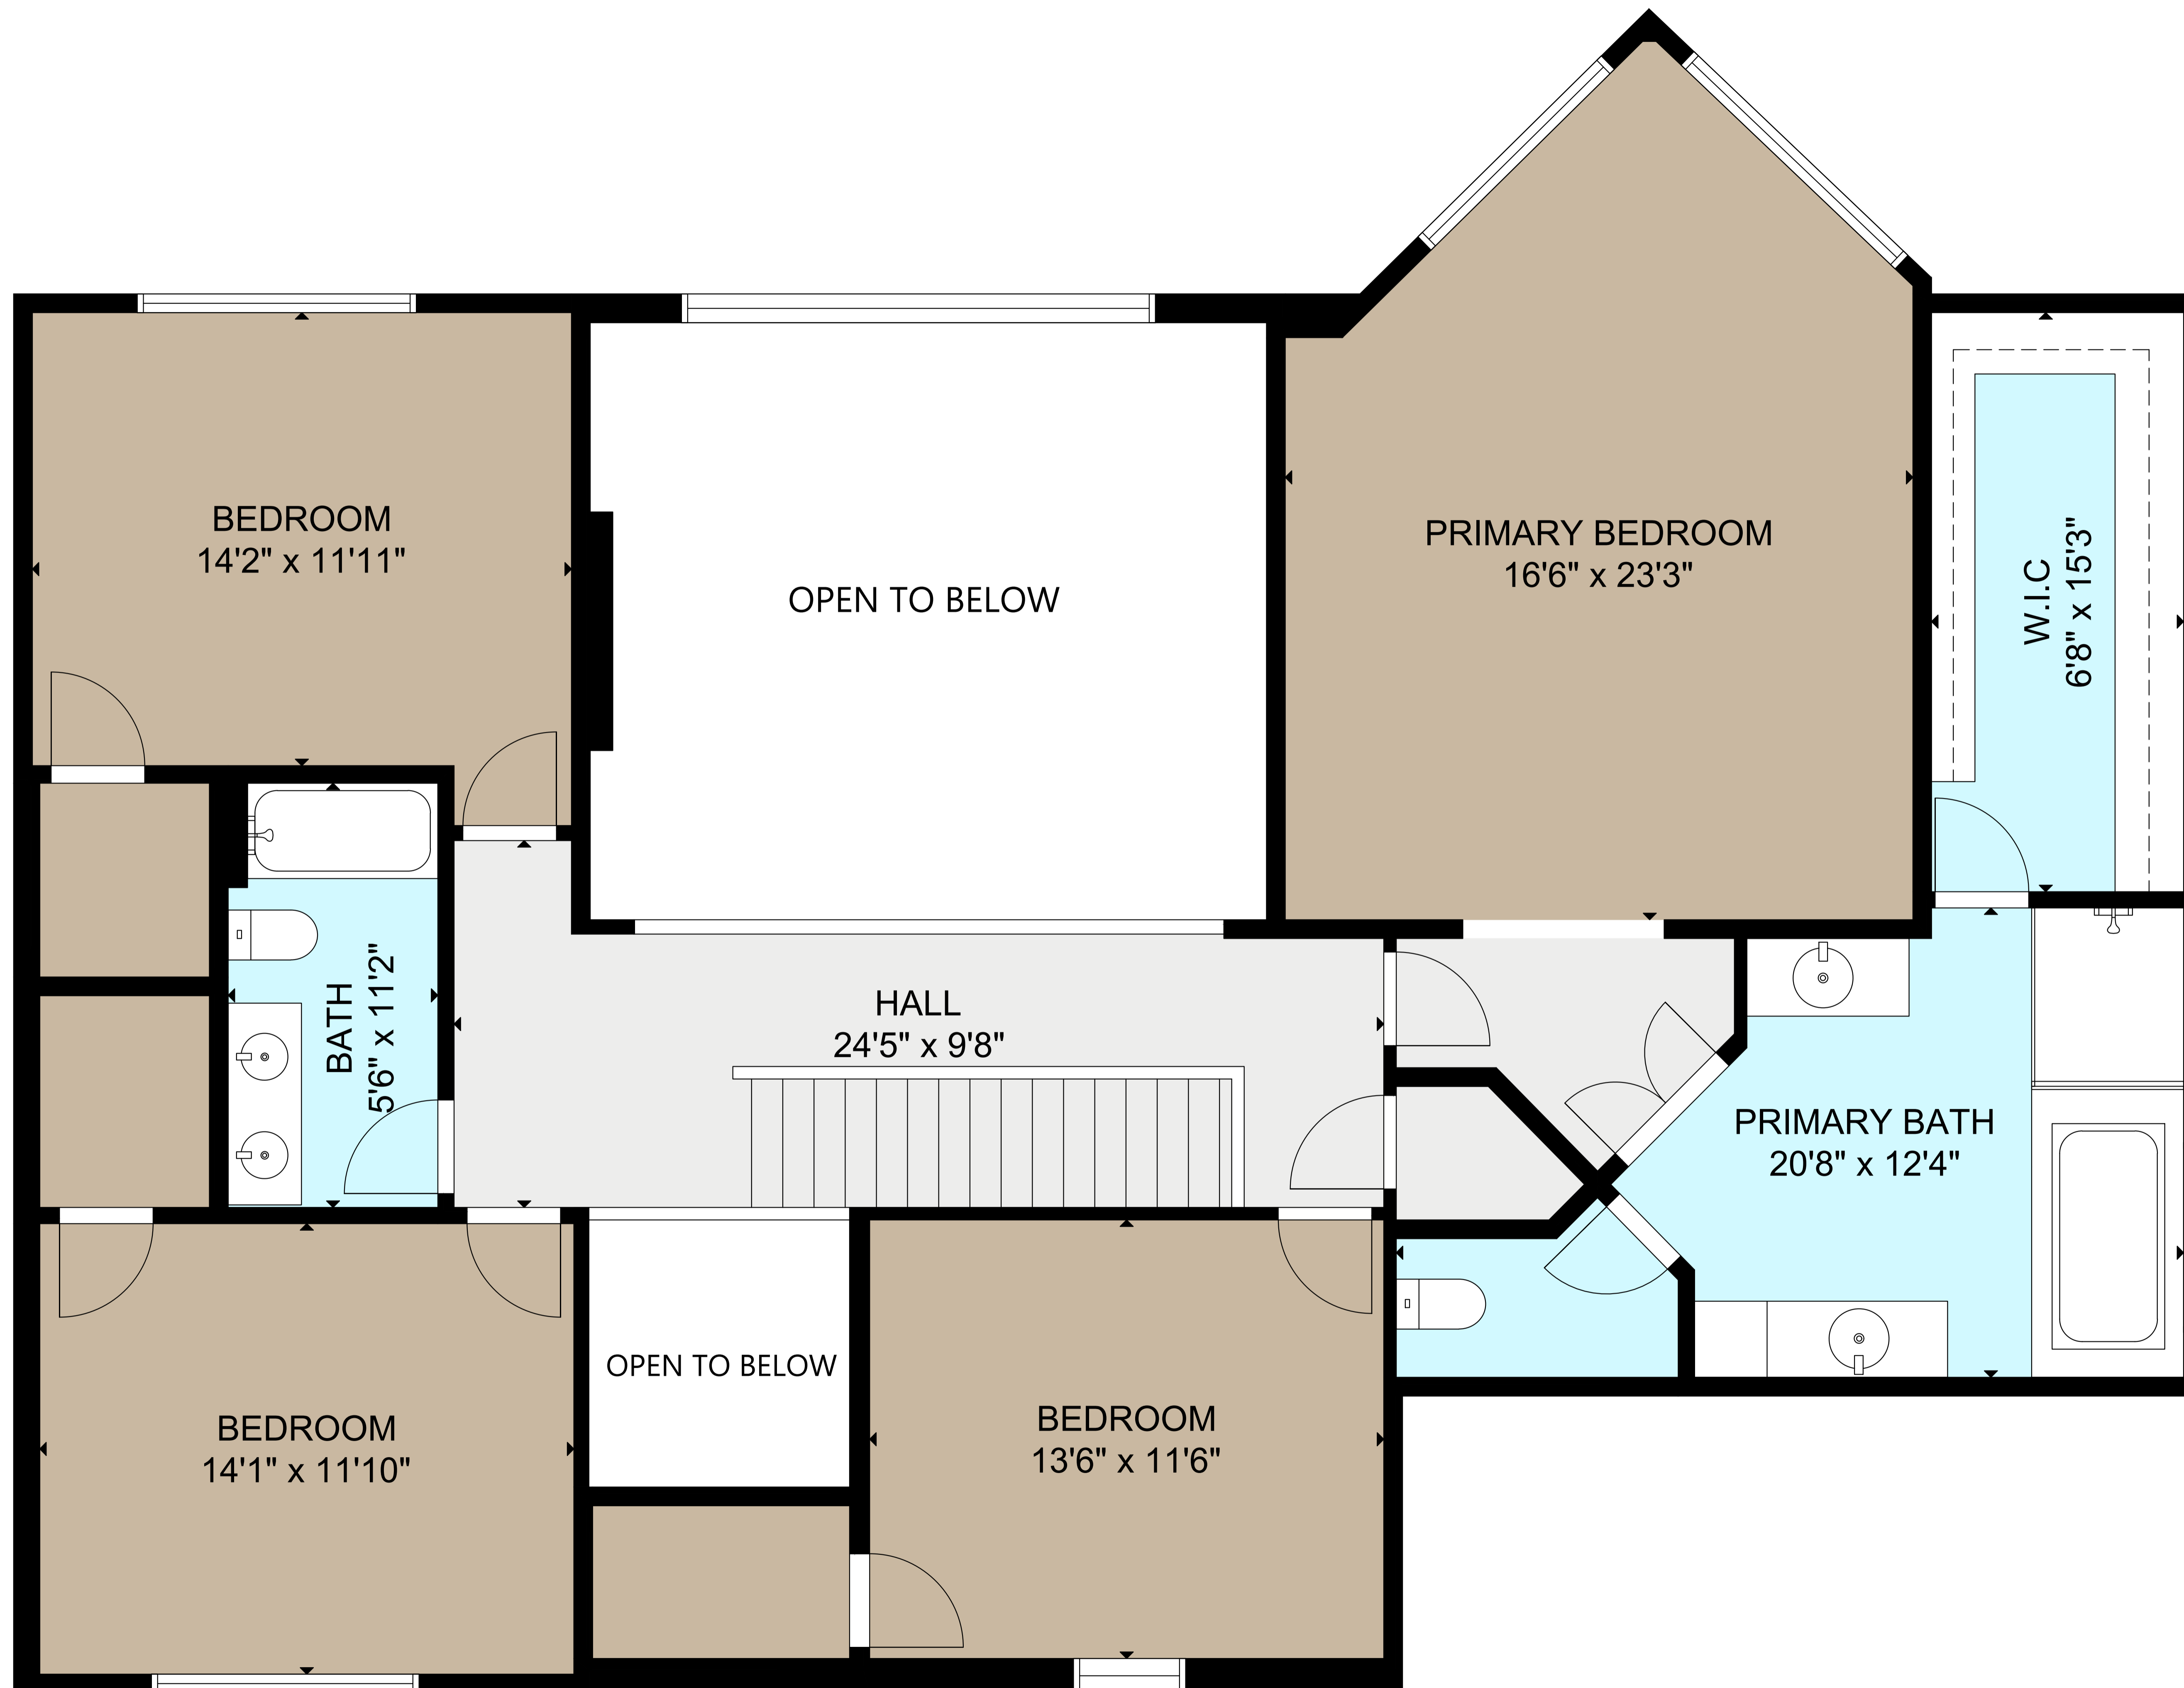 BEDROOM
14'2" x 11'11"
OPEN TO BELOW
PRIMARY BEDROOM
16'6" x 23'3"
W.I.C
6'8" x 15'3"
BATH
5'6" x 11'2"
HALL
24'5" x 9'8"
PRIMARY BATH
20'8" x 12'4"
BEDROOM
14'1" x 11'10"
OPEN TO BELOW
BEDROOM
13'6" x 11'6"